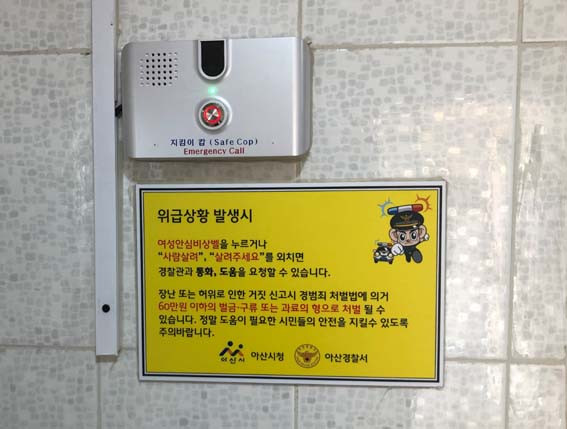 지킴이 캅 (Safe Cop)
Emergency Call
위급상황 발생시
여성안심비상벨을 누르거나
“사람살려”, “살려주세요”를 외치면
경찰관과 통화, 도움을 요청할 수 있습니다.
장난 또는 허위로 인한 거짓 신고시 경범죄 처벌법에 의거
60만원 이하의 벌금·구류 또는 과료의 형으로 처벌 될 수
있습니다. 정말 도움이 필요한 시민들의 안전을 지킬수 있도록
주의바랍니다.
아산시 아산시청 아산경찰서